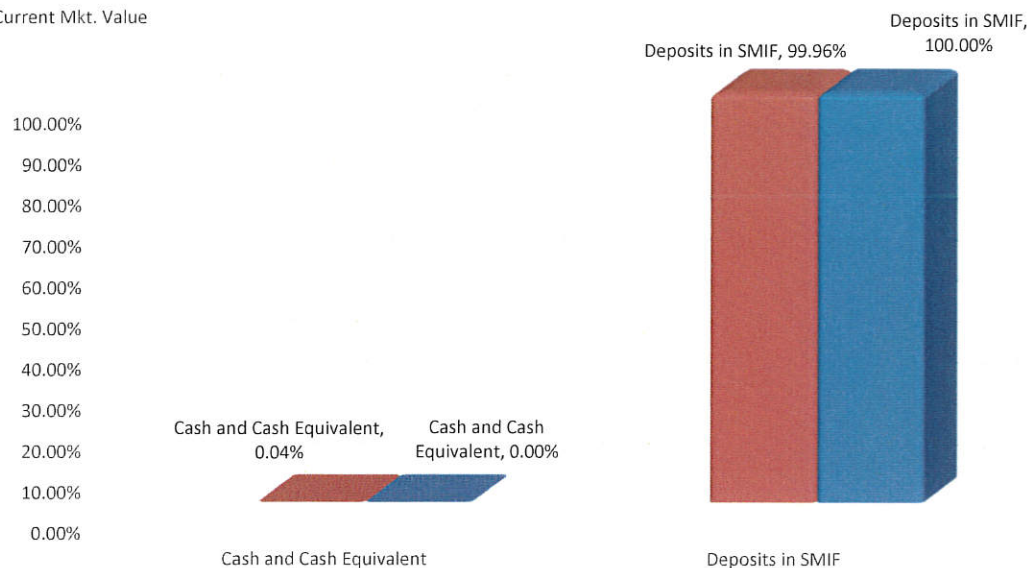 Current Mkt. Value
Deposits in SMIF,
100.00%
Deposits in SMIF, 99.96%
100.00%
90.00%
80.00%
70.00%
60.00%
50.00%
40.00%
30.00%
20.00%
10.00%
0.00%
Cash and Cash Equivalent,
0.04%
Cash and Cash
Equivalent, 0.00%
Cash and Cash Equivalent
Deposits in SMIF